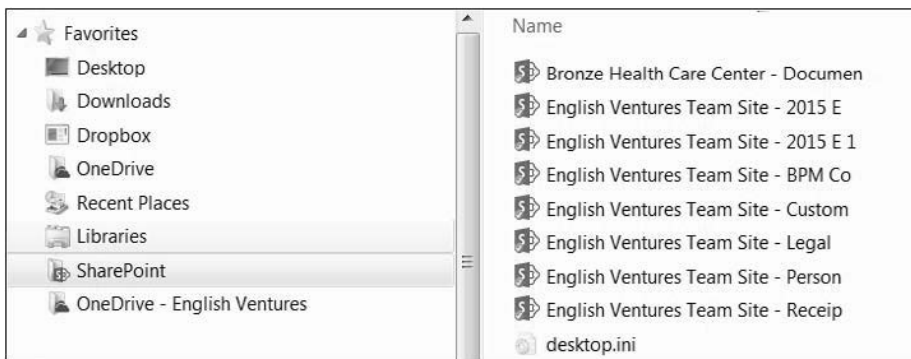 Favorites
Desktop
Downloads
Dropbox
OneDrive
Recent Places
Libraries
SharePoint
OneDrive - English Ventures
Name
Bronze Health Care Center - Documen
English Ventures Team Site - 2015 E
English Ventures Team Site - 2015 E 1
English Ventures Team Site - BPM Co
English Ventures Team Site - Custom
English Ventures Team Site - Legal
English Ventures Team Site - Person
English Ventures Team Site - Receip
desktop.ini